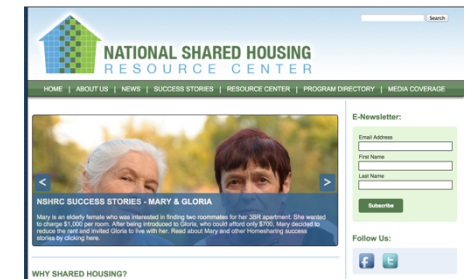 Search
NATIONAL SHARED HOUSING
RESOURCE CENTER
HOME | ABOUT US | NEWS | SUCCESS STORIES | RESOURCE CENTER | PROGRAM DIRECTORY | MEDIA COVERAGE
E-Newsletter:
Email Address
First Name
Last Name
Subscribe
< >
NSHRC SUCCESS STORIES - MARY & GLORIA
Mary is an elderly female who was interested in finding two roommates for her 3BR apartment. She wanted
to charge $1,000 per room. After being introduced to Gloria, who could afford only $700, Mary decided to
reduce the rent and invited Gloria to live with her. Read about Mary and other Homesharing success
stories by clicking here.
Follow Us:
WHY SHARED HOUSING?